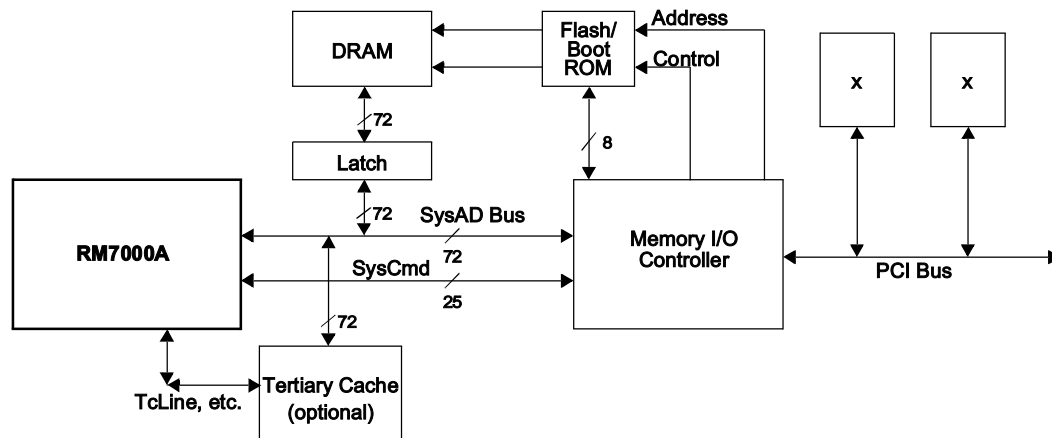 Address
DRAM
Flash/
Boot
ROM
Control
x
x
72
8
Latch
72
SysAD Bus
RM7000A
72
Memory I/O
Controller
SysCmd
PCI Bus
25
72
Tertiary Cache
(optional)
TcLine, etc.